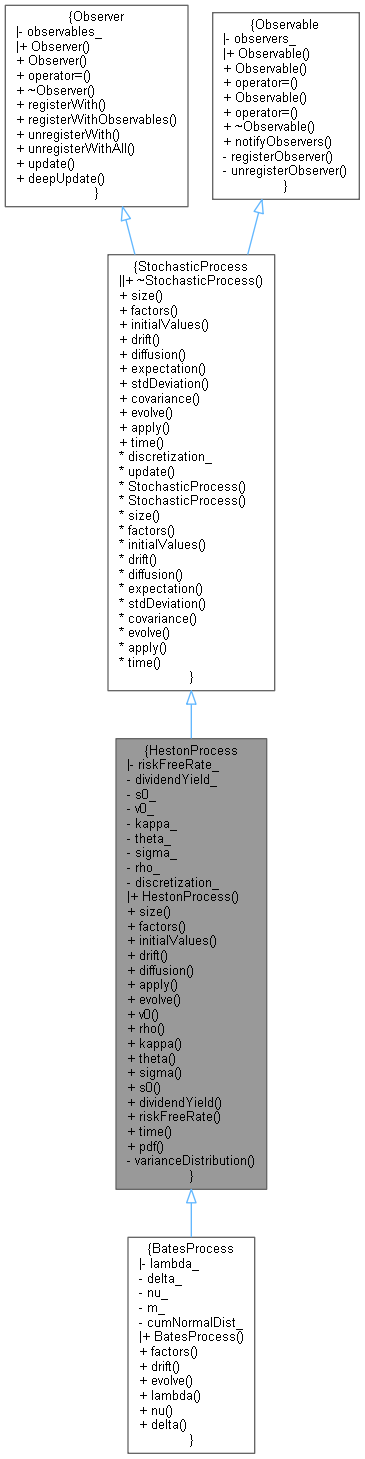 {Observer
|- observables_
|+ Observer()
+ Observer()
+ operator=()
+ ~Observer()
+ registerWith()
+ registerWithObservables()
+ unregisterWith()
+ unregisterWithAll()
+ update()
+ deepUpdate()
}
{Observable
|- observers_
|+ Observable()
+ Observable()
+ operator=()
+ Observable()
+ operator=()
+ ~Observable()
+ notifyObservers()
- registerObserver()
- unregisterObserver()
}
{StochasticProcess
||+ ~StochasticProcess()
+ size()
+ factors()
+ initialValues()
+ drift()
+ diffusion()
+ expectation()
+ stdDeviation()
+ covariance()
+ evolve()
+ apply()
+ time()
* discretization_
* update()
* StochasticProcess()
* StochasticProcess()
* size()
* factors()
* initialValues()
* drift()
* diffusion()
* expectation()
* stdDeviation()
* covariance()
* evolve()
* apply()
* time()
}
{HestonProcess
|- riskFreeRate_
- dividendYield_
- s0_
- v0_
- kappa_
- theta_
- sigma_
- rho_
- discretization_
|+ HestonProcess()
+ size()
+ factors()
+ initialValues()
+ drift()
+ diffusion()
+ apply()
+ evolve()
+ v0()
+ rho()
+ kappa()
+ theta()
+ sigma()
+ s0()
+ dividendYield()
+ riskFreeRate()
+ time()
+ pdf()
- varianceDistribution()
}
{BatesProcess
|- lambda_
- delta_
- nu_
- m_
- cumNormalDist_
|+ BatesProcess()
+ factors()
+ drift()
+ evolve()
+ lambda()
+ nu()
+ delta()
}